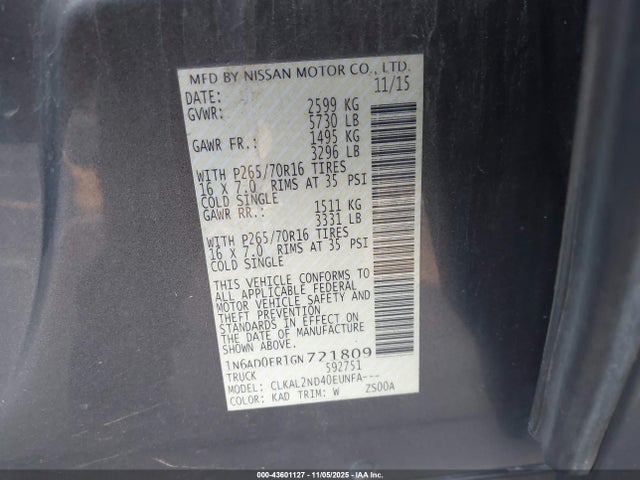 MFD BY NISSAN MOTOR CO., LTD.
DATE: 11/15
GVWR: 2599 KG
5730 LB
GAWR FR.: 1495 KG
3296 LB
WITH P265/70R16 TIRES
16 X 7.0 RIMS AT 35 PSI
COLD SINGLE
GAWR RR.: 1511 KG
3331 LB
WITH P265/70R16 TIRES
16 X 7.0 RIMS AT 35 PSI
COLD SINGLE
THIS VEHICLE CONFORMS TO
ALL APPLICABLE FEDERAL
MOTOR VEHICLE SAFETY AND
THEFT PREVENTION
STANDARDS IN EFFECT ON
THE DATE OF MANUFACTURE
SHOWN ABOVE.
1N6AD0ER1GN721809
TRUCK 592751
MODEL: CLKAL2ND40EUNFA---
COLOR: KAD TRIM: W ZS00A
000-43601127 - 11/05/2025 - IAAI.COM